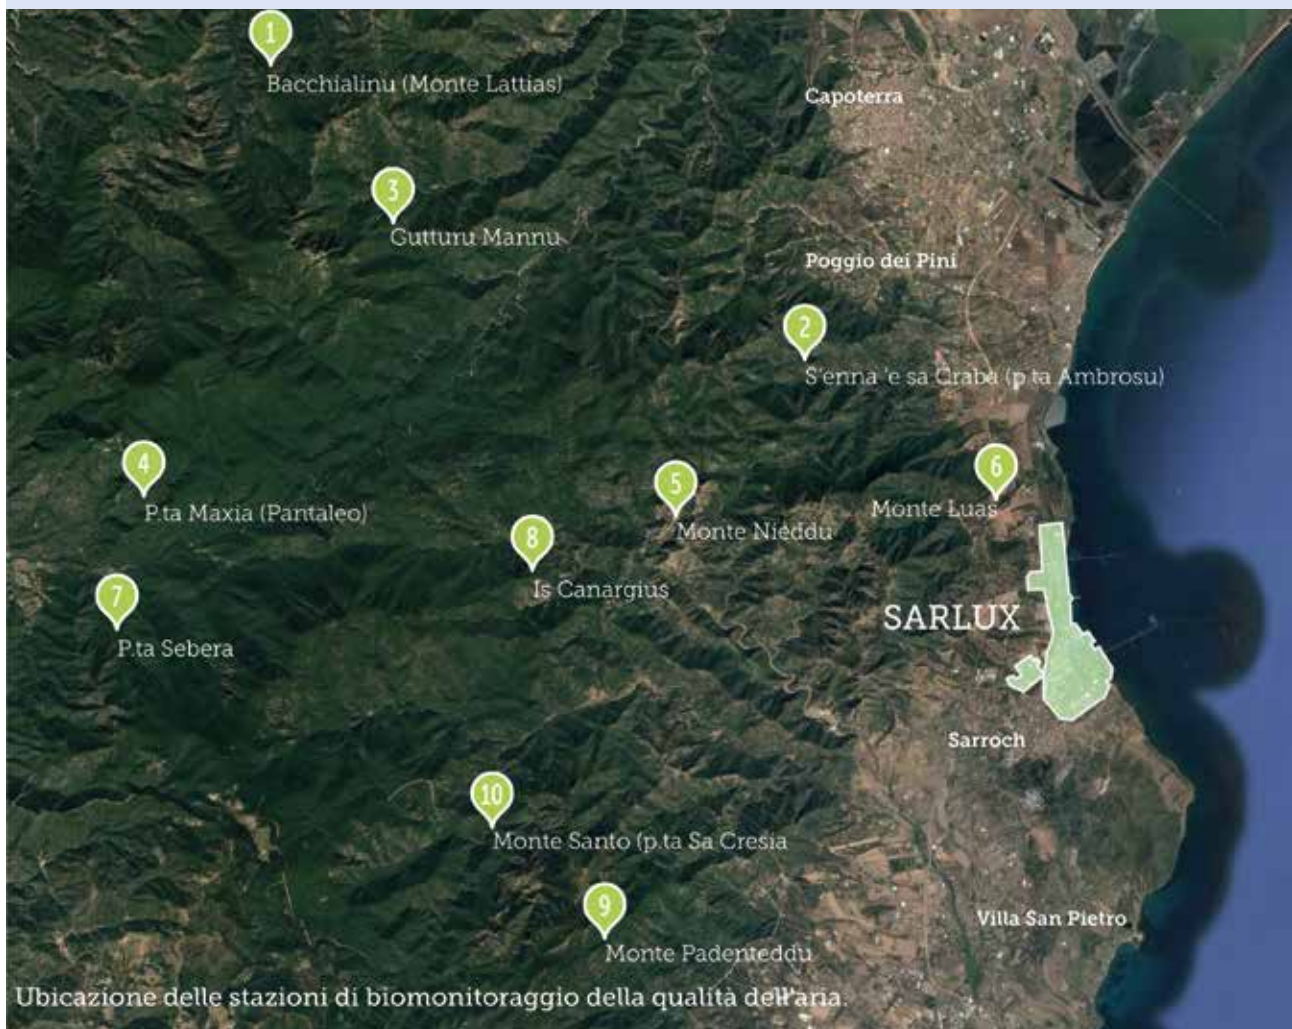 1
Bacchialinu (Monte Lattias)
Capoterra
3
Gutturu Mannu
Poggio dei Pini
2
S'enna 'e sa Craba (p.ta Ambrosu)
4
P.ta Maxia (Pantaleo)
5
Monte Nieddu
6
Monte Luas
8
Is Canargius
7
P.ta Sebera
SARLUX
Sarroch
10
Monte Santo (p.ta Sa Cresia
9
Monte Padenteddu
Villa San Pietro
Ubicazione delle stazioni di biomonitoraggio della qualità dell'aria.